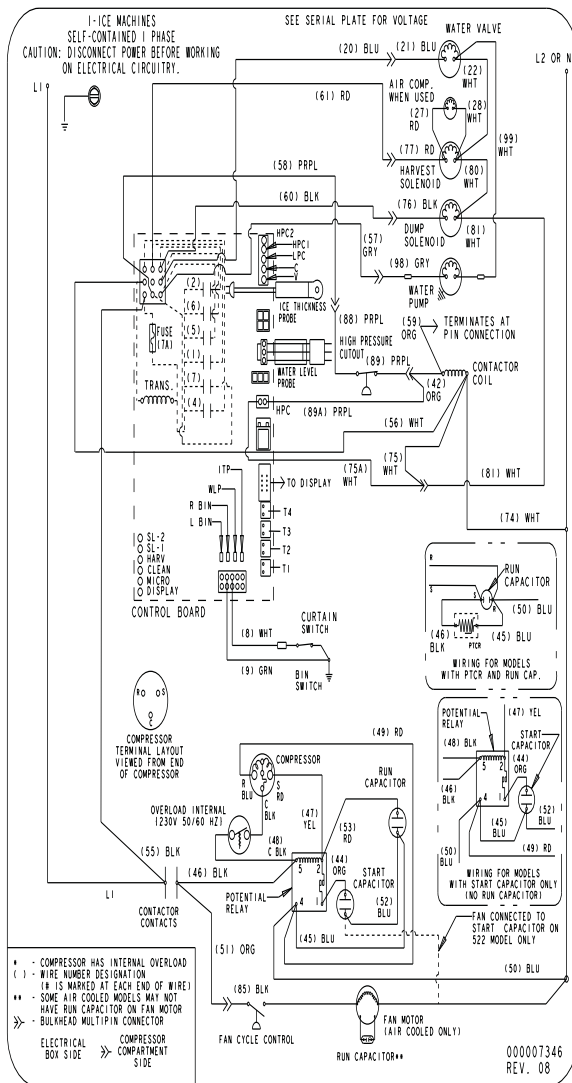 I-ICE MACHINES
SELF-CONTAINED I PHASE
CAUTION: DISCONNECT POWER BEFORE WORKING
ON ELECTRICAL CIRCUITRY.
SEE SERIAL PLATE FOR VOLTAGE
WATER VALVE
L2 OR N
L1
(20) BLU
(21) BLU
(22)
WHT
AIR COMP.
WHEN USED
(61) RD
(27)
RD
(28)
WHT
(99)
WHT
(77) RD
HARVEST
SOLENOID
(80)
WHT
(58) PRPL
(60) BLK
(76) BLK
DUMP
SOLENOID
(81)
WHT
(57)
GRY
(98) GRY
WATER
PUMP
HPC2
HPC1
LPC
C
V
(2)
(6)
(5)
(1)
(7)
(4)
FUSE
(7A)
TRANS.
ICE THICKNESS
PROBE
(88) PRPL
(59)
ORG
TERMINATES AT
PIN CONNECTION
HIGH PRESSURE
CUTOUT
(89) PRPL
CONTACTOR
COIL
WATER LEVEL
PROBE
(42)
ORG
HPC
(89A) PRPL
(56) WHT
(75)
WHT
(75A)
WHT
(81) WHT
(74) WHT
TO DISPLAY
ITP
WLP
R BIN
L BIN
T4
T3
T2
T1
SL-2
SL-1
HARV
CLEAN
MICRO
DISPLAY
CONTROL BOARD
CURTAIN
SWITCH
(8) WHT
(9) GRN
BIN
SWITCH
R
S
RUN
CAPACITOR
S
R
(50) BLU
(46)
BLK
PTCR
(45)
BLU
WIRING FOR MODELS
WITH PTCR AND RUN CAP.
R
S
C
COMPRESSOR
TERMINAL LAYOUT
VIEWED FROM END
OF COMPRESSOR
POTENTIAL
RELAY
(47) YEL
(48) BLK
START
CAPACITOR
(44)
ORG
5
2
4
1
(46)
BLK
(52)
BLU
(45)
BLU
(50)
BLU
(49) RD
WIRING FOR MODELS
WITH START CAPACITOR ONLY
(NO RUN CAPACITOR)
(49) RD
COMPRESSOR
R
BLU
S
RD
C
BLK
OVERLOAD INTERNAL
(230V 50/60 HZ)
RUN
CAPACITOR
(47)
YEL
(53)
RD
(48)
C BLK
(55) BLK
(46) BLK
5
2
4
1
(44)
ORG
START
CAPACITOR
(52)
BLU
POTENTIAL
RELAY
L1
CONTACTOR
CONTACTS
(45) BLU
(51) ORG
FAN CONNECTED TO
START CAPACITOR ON
522 MODEL ONLY
(50) BLU
(85) BLK
FAN CYCLE CONTROL
FAN MOTOR
(AIR COOLED ONLY)
RUN CAPACITOR**
* - COMPRESSOR HAS INTERNAL OVERLOAD
( ) - WIRE NUMBER DESIGNATION
(# IS MARKED AT EACH END OF WIRE)
** - SOME AIR COOLED MODELS MAY NOT
HAVE RUN CAPACITOR ON FAN MOTOR
- BULKHEAD MULTIPIN CONNECTOR
ELECTRICAL
BOX SIDE
COMPRESSOR
COMPARTMENT
SIDE
000007346
REV. 08